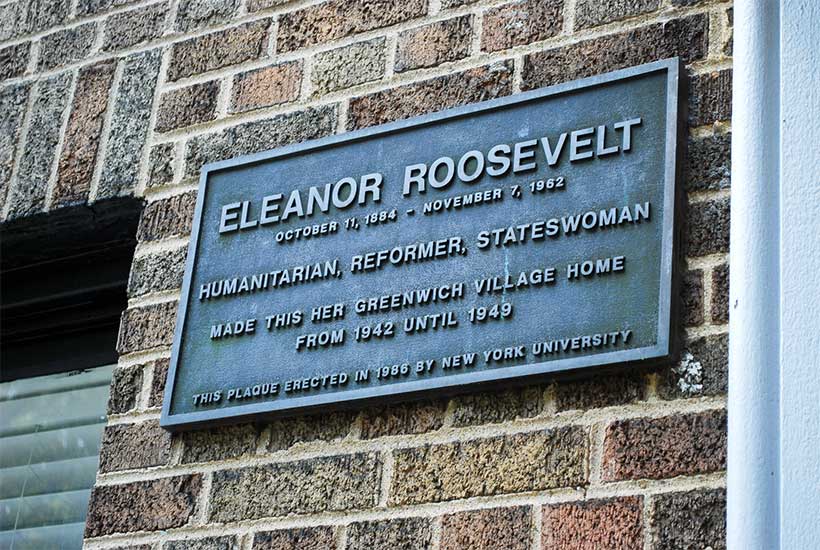 ELEANOR ROOSEVELT
OCTOBER 11, 1884 – NOVEMBER 7, 1962
HUMANITARIAN, REFORMER, STATESWOMAN
MADE THIS HER GREENWICH VILLAGE HOME
FROM 1942 UNTIL 1949
THIS PLAQUE ERECTED IN 1986 BY NEW YORK UNIVERSITY